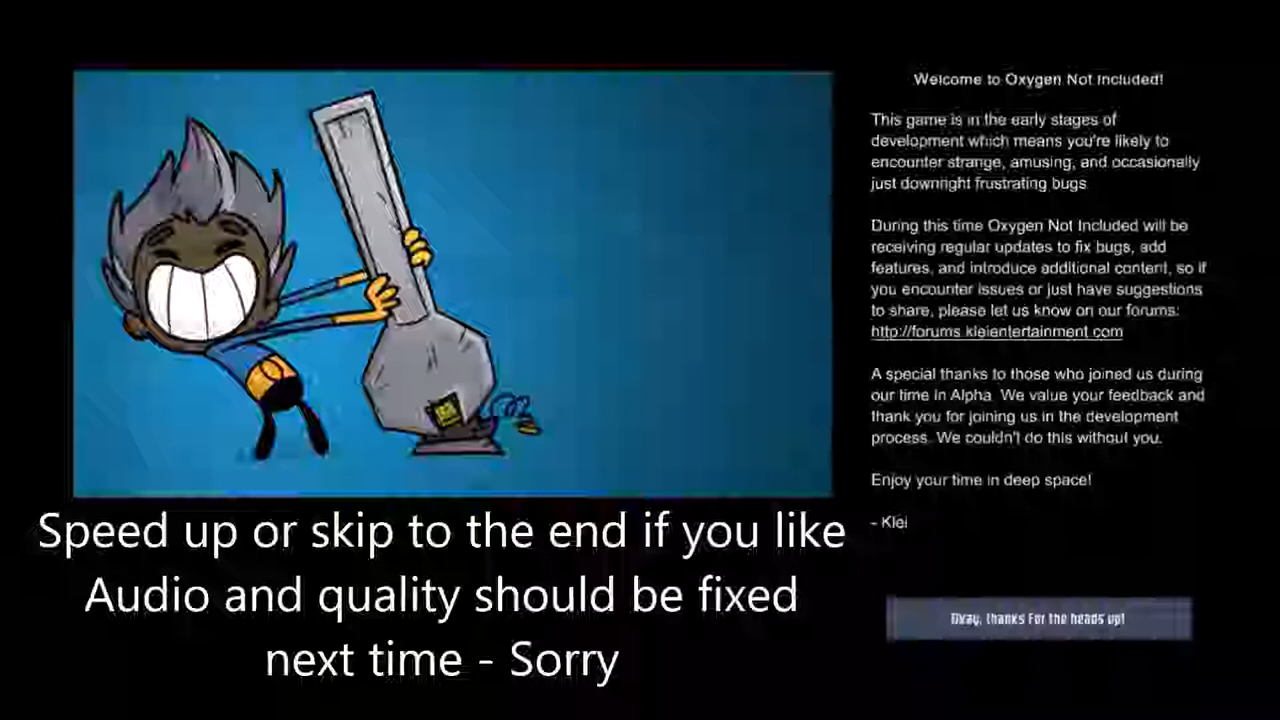 Welcome to Oxygen Not Included!
This game is in the early stages of
development which means you're likely to
encounter strange, amusing, and occasionally
just downright frustrating bugs.
During this time Oxygen Not Included will be
receiving regular updates to fix bugs, add
features, and introduce additional content, so if
you encounter issues or just have suggestions
to share, please let us know on our forums:
http://forums.kleientertainment.com
A special thanks to those who joined us during
our time in Alpha. We value your feedback and
thank you for joining us in the development
process. We couldn't do this without you.
Enjoy your time in deep space!
- Klei
Okay, thanks for the heads up!
Speed up or skip to the end if you like
Audio and quality should be fixed
next time - Sorry